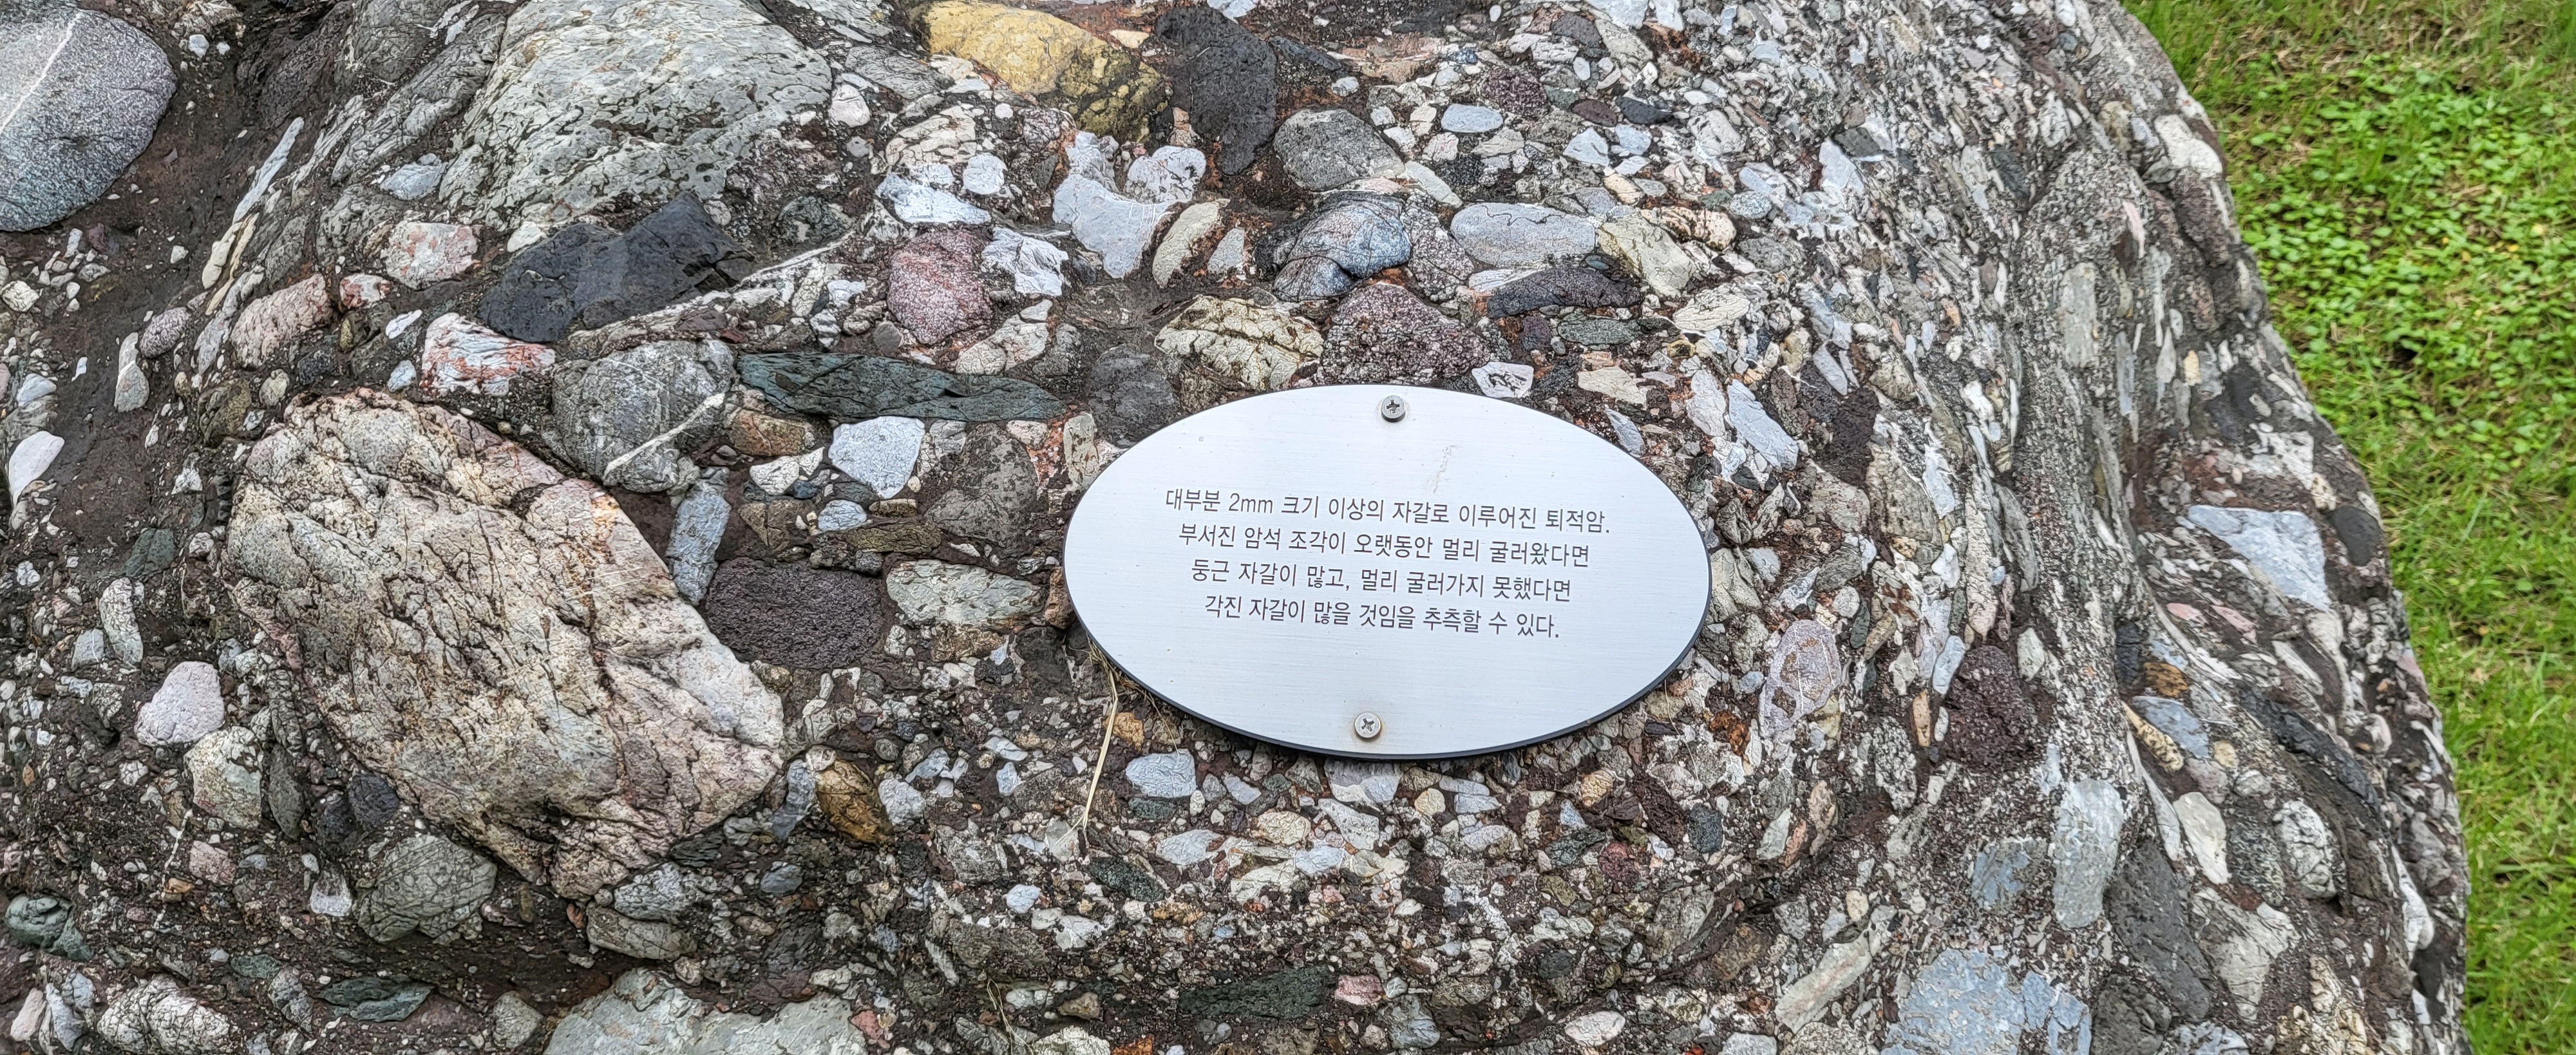 대부분 2mm 크기 이상의 자갈로 이루어진 퇴적암.
부서진 암석 조각이 오랫동안 멀리 굴러왔다면
둥근 자갈이 많고, 멀리 굴러가지 못했다면
각진 자갈이 많을 것임을 추측할 수 있다.